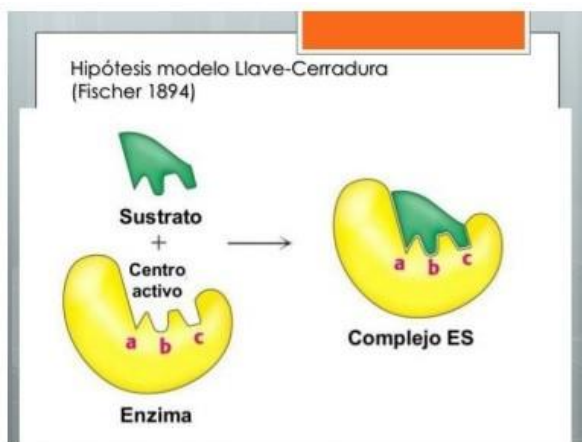 Hipótesis modelo Llave-Cerradura
(Fischer 1894)
Sustrato
+
Centro
activo
a b c
Enzima
a b c
Complejo ES